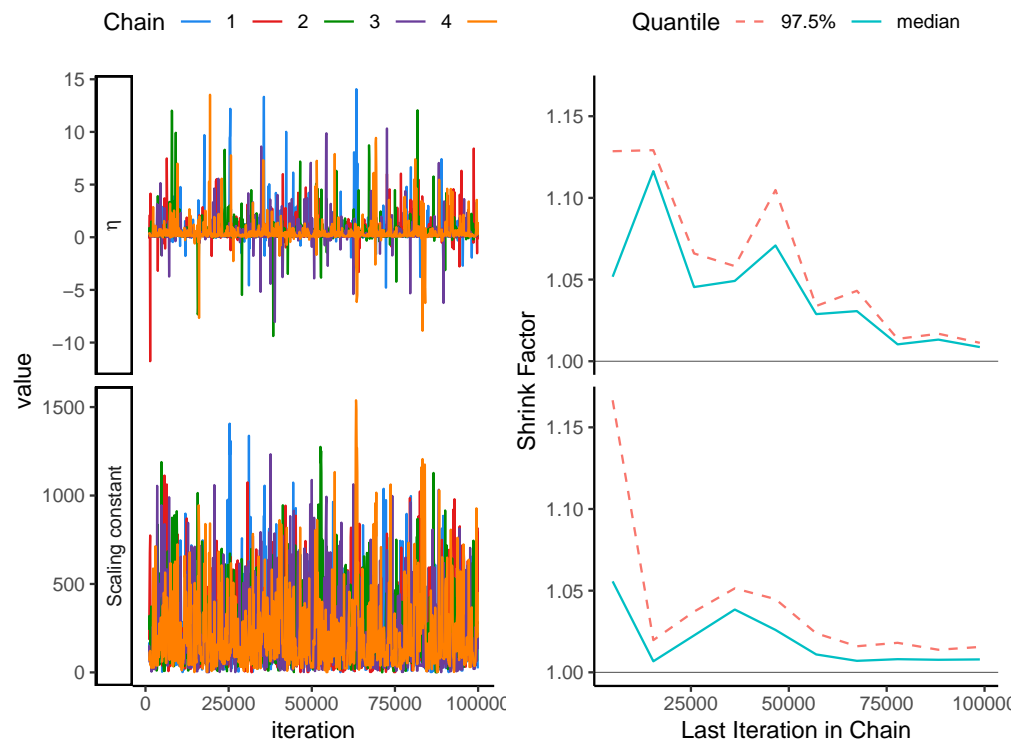 Chain 1 2 3 4
Quantile 97.5% median
15
10
5
0
−5
−10
η
value
1500
1000
500
0
Scaling constant
0 25000 50000 75000 100000
iteration
1.15
1.10
1.05
1.00
Shrink Factor
1.15
1.10
1.05
1.00
25000 50000 75000 100000
Last Iteration in Chain